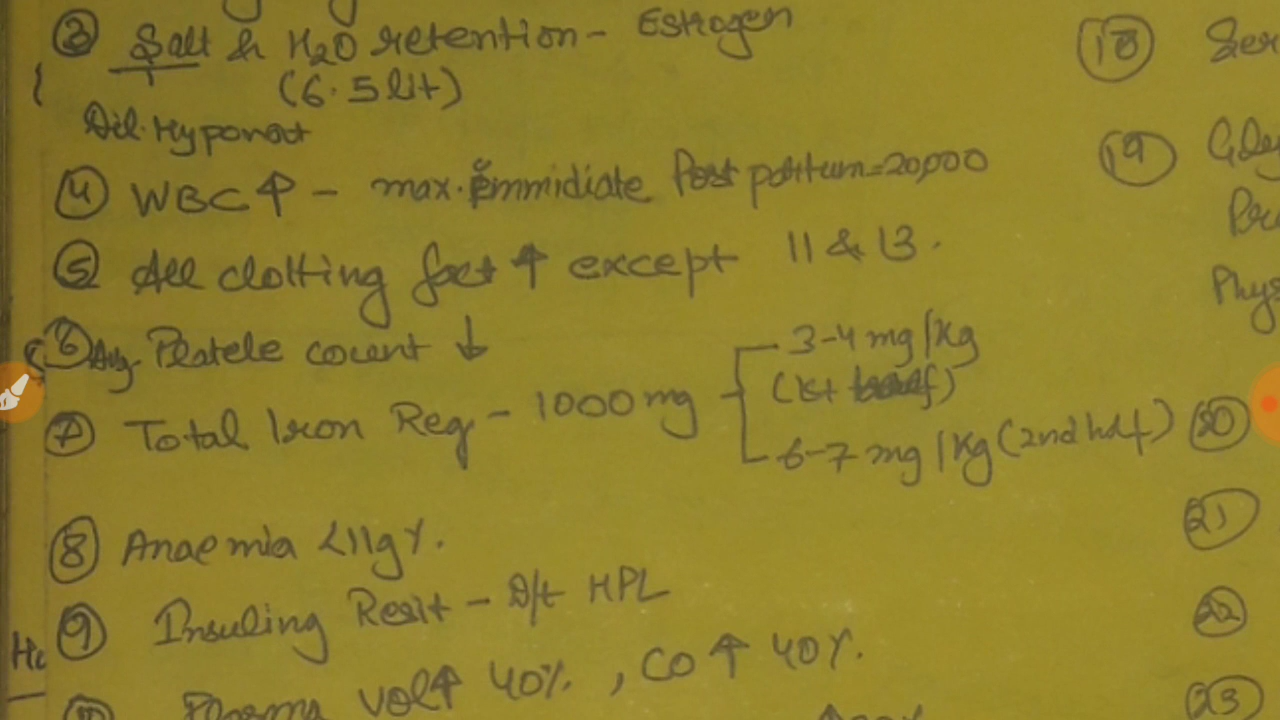 ③ Salt & H2O retention - Estrogen
(6.5 lit)
Dil. Hyponat
④ WBC ↑ - max. immidiate Post partum = 20,000
⑤ All clotting fact ↑ except 11 & 13.
⑥ Avg. Platele count ↓
⑦ Total Iron Req - 1000 mg
3-4 mg/Kg
(1st half)
6-7 mg/Kg (2nd half)
⑧ Anaemia <11g%.
⑨ Insuling Resit - D/t HPL
Plasma vol ↑ 40%, CO ↑ 40%.
⑱ Ser
⑲
Phys
⑳
㉑
㉒
㉓